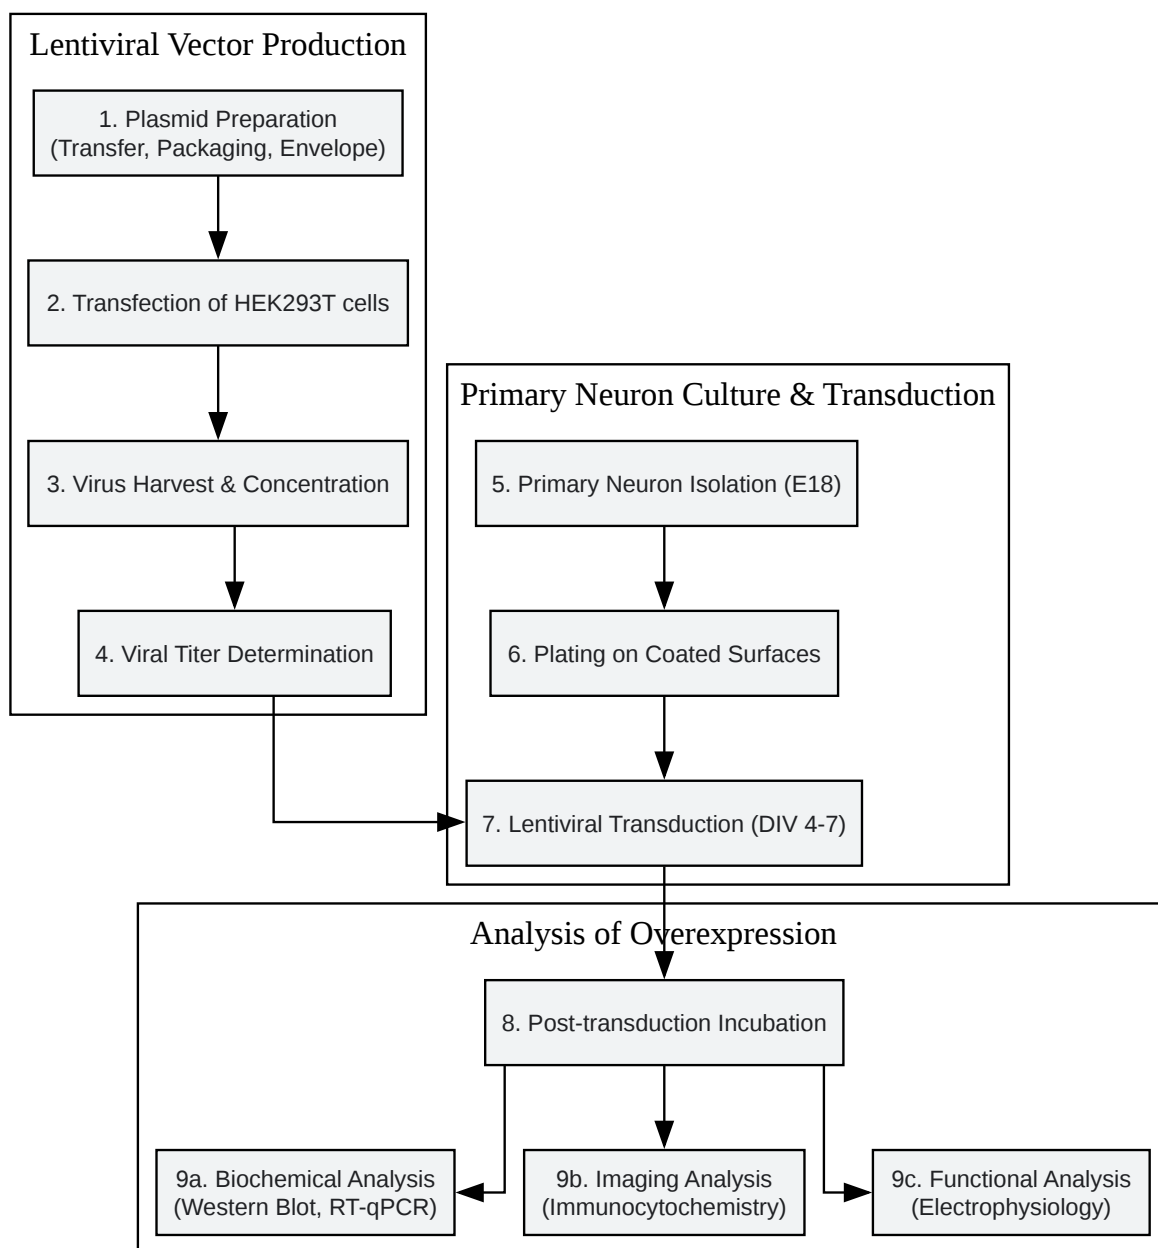 Lentiviral Vector Production
1. Plasmid Preparation
(Transfer, Packaging, Envelope)
2. Transfection of HEK293T cells
3. Virus Harvest & Concentration
4. Viral Titer Determination
Primary Neuron Culture & Transduction
5. Primary Neuron Isolation (E18)
6. Plating on Coated Surfaces
7. Lentiviral Transduction (DIV 4-7)
Analysis of Overexpression
8. Post-transduction Incubation
9a. Biochemical Analysis
(Western Blot, RT-qPCR)
9b. Imaging Analysis
(Immunocytochemistry)
9c. Functional Analysis
(Electrophysiology)